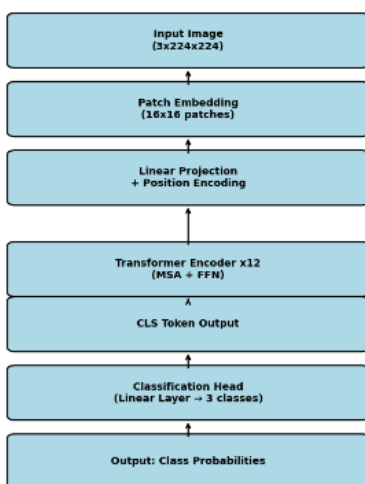 Input Image
(3x224x224)
Patch Embedding
(16x16 patches)
Linear Projection
+ Position Encoding
Transformer Encoder x12
(MSA + FFN)
CLS Token Output
Classification Head
(Linear Layer → 3 classes)
Output: Class Probabilities